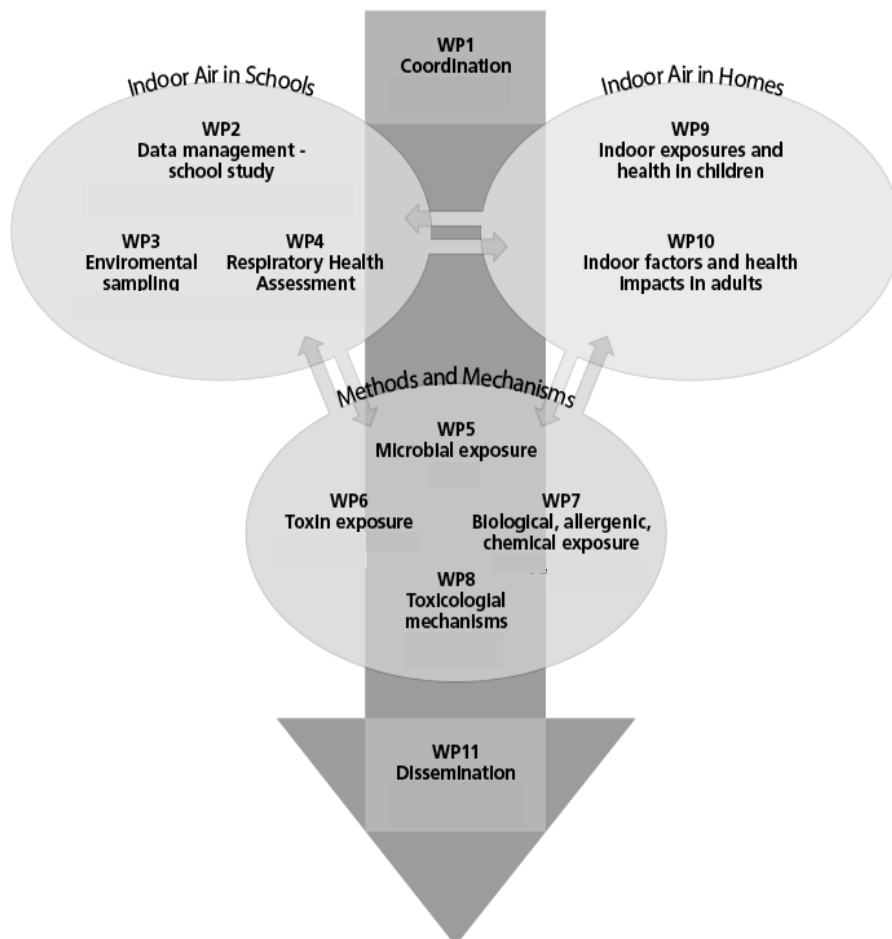 WP1
Coordination
Indoor Air in Schools
Indoor Air in Homes
WP2
Data management -
school study
WP9
Indoor exposures and
health in children
WP3
Enviromental
sampling
WP4
Respiratory Health
Assessment
WP10
Indoor factors and health
impacts in adults
Methods and Mechanisms
WP5
Microbial exposure
WP6
Toxin exposure
WP7
Biological, allergenic,
chemical exposure
WP8
Toxicologial
mechanisms
WP11
Dissemination